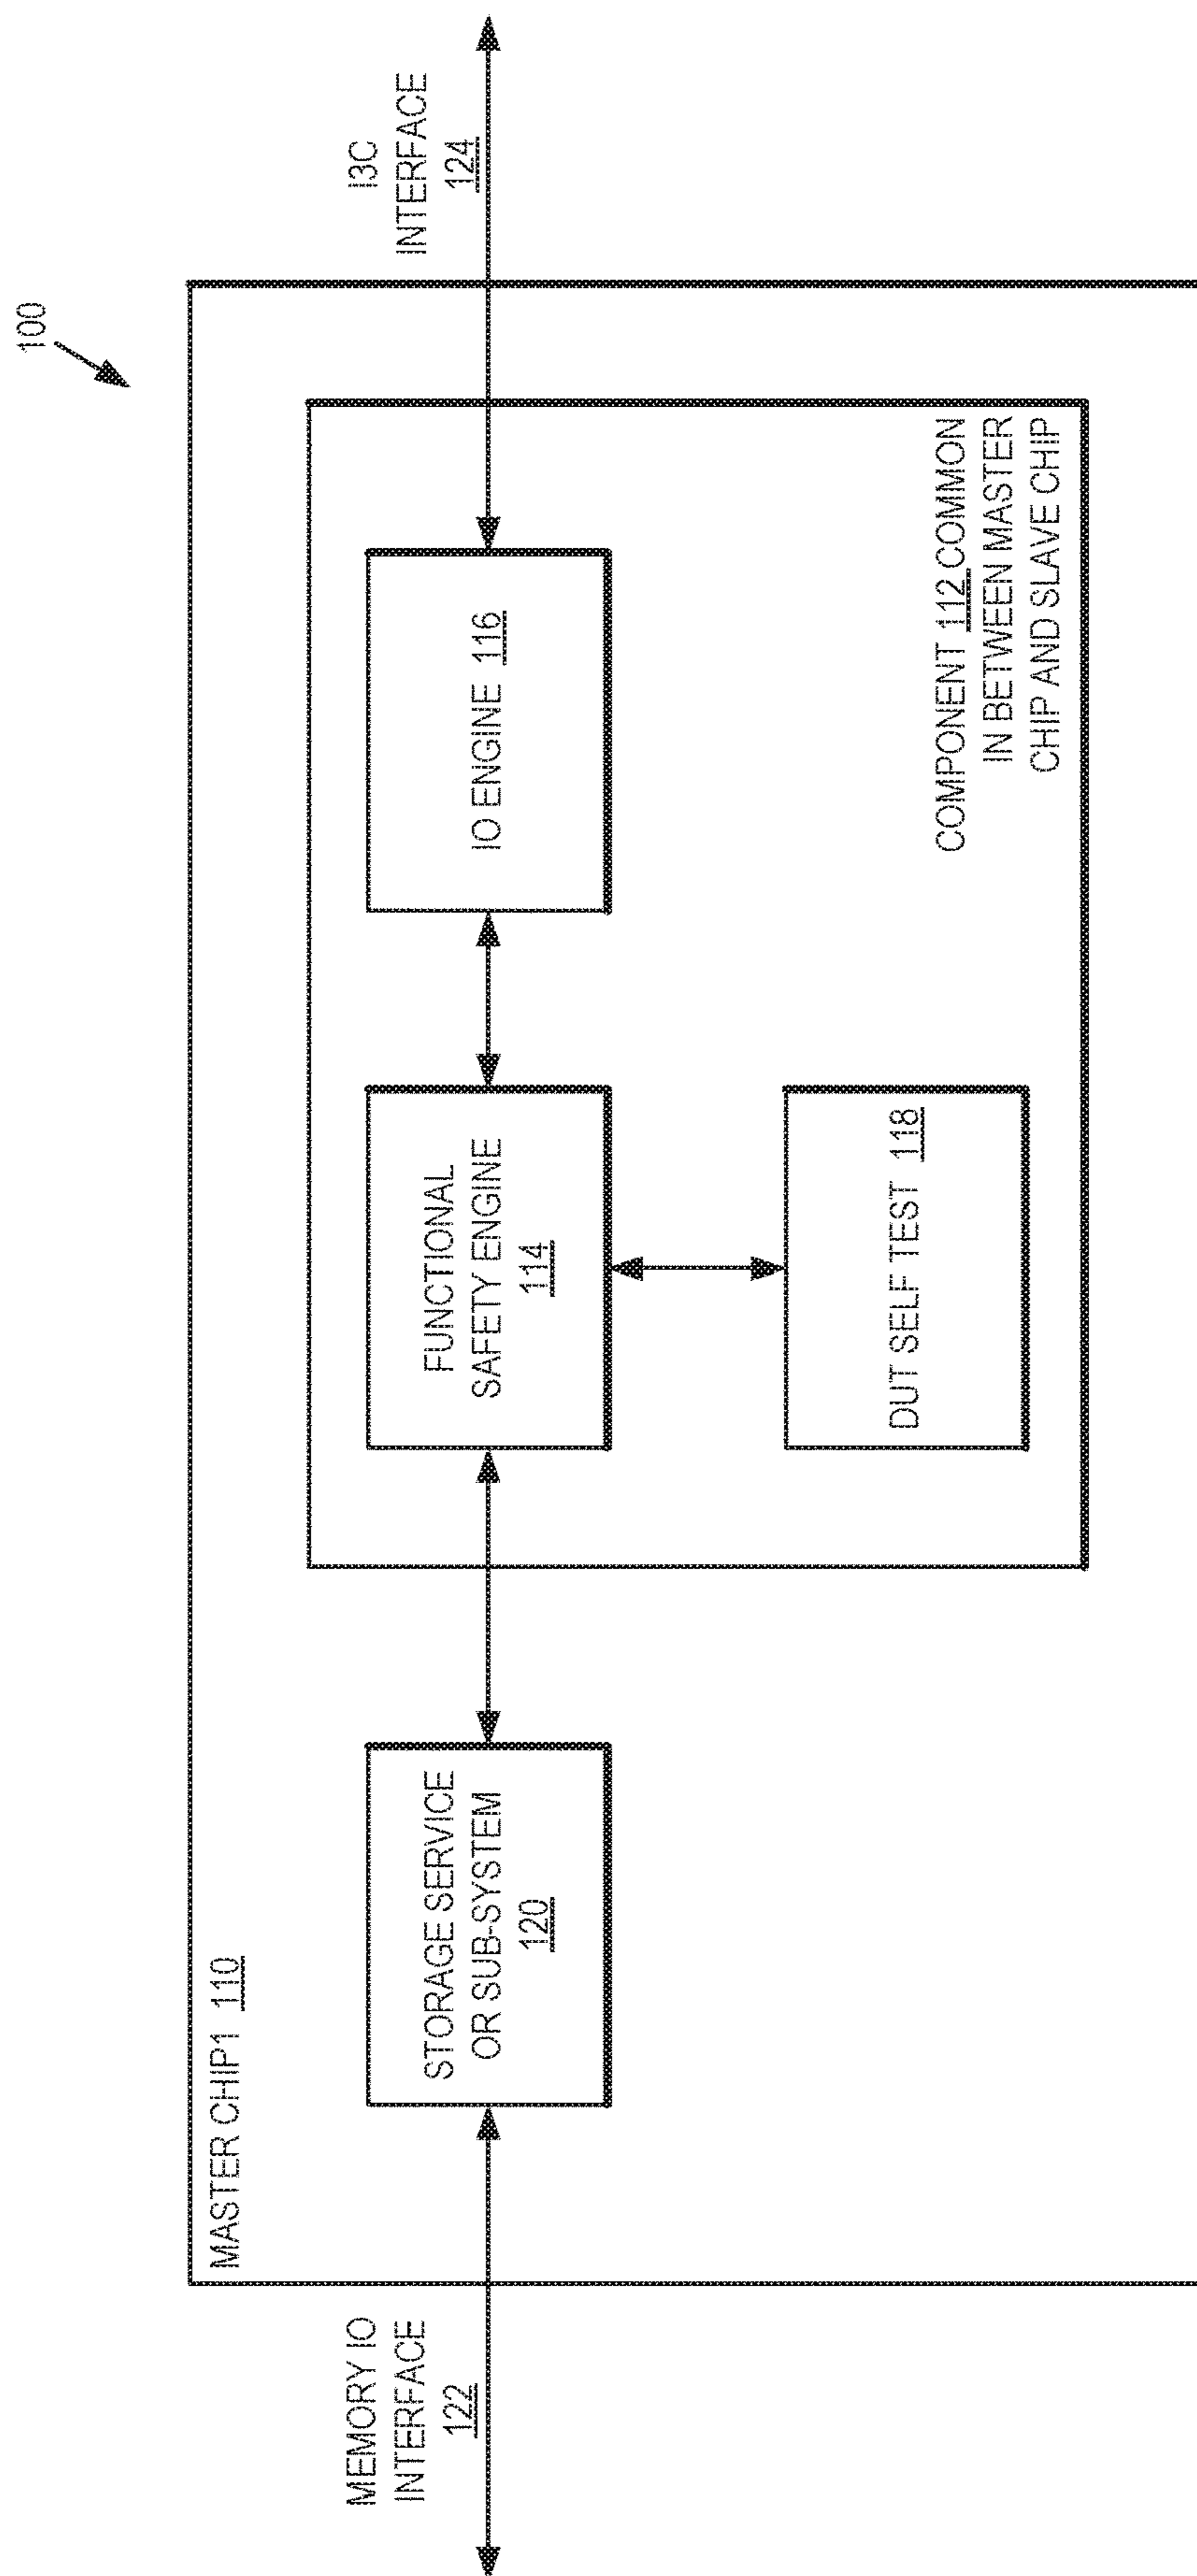 100
MASTER CHIP1 110
MEMORY IO
INTERFACE
122
STORAGE SERVICE
OR SUB-SYSTEM
120
FUNCTIONAL
SAFETY ENGINE
114
IO ENGINE 116
I3C
INTERFACE
124
DUT SELF TEST 118
COMPONENT 112 COMMON
IN BETWEEN MASTER
CHIP AND SLAVE CHIP